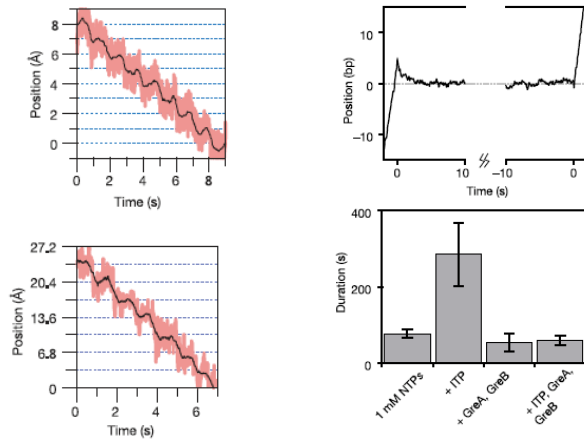 Position (Å)
8
6
4
2
0
0 2 4 6 8
Time (s)
Position (bp)
10
0
−10
0 10 −10 0
Time (s)
Position (Å)
27,2
20,4
13,6
6.8
0
0 2 4 6
Time (s)
Duration (s)
400
200
0
1 mM NTPs
+ ITP
+ GreA, GreB
+ ITP, GreA,
GreB